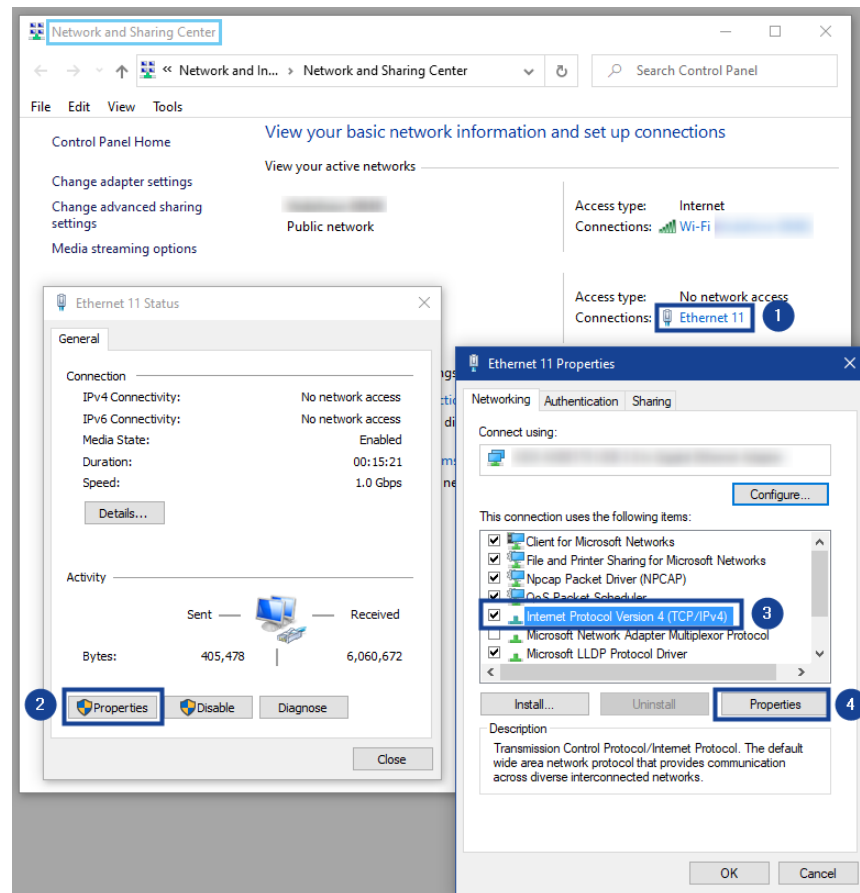 Network and Sharing Center
« Network and In... › Network and Sharing Center
Search Control Panel
File Edit View Tools
Control Panel Home
Change adapter settings
Change advanced sharing
settings
Media streaming options
View your basic network information and set up connections
View your active networks
Public network
Access type: Internet
Connections: Wi-Fi
Access type: No network access
Connections: Ethernet 11
1
Ethernet 11 Status
General
Connection
IPv4 Connectivity: No network access
IPv6 Connectivity: No network access
Media State: Enabled
Duration: 00:15:21
Speed: 1.0 Gbps
Details...
Activity
Sent Received
Bytes: 405,478 6,060,672
2
Properties Disable Diagnose
Close
Ethernet 11 Properties
Networking Authentication Sharing
Connect using:
Configure...
This connection uses the following items:
Client for Microsoft Networks
File and Printer Sharing for Microsoft Networks
Npcap Packet Driver (NPCAP)
QoS Packet Scheduler
Internet Protocol Version 4 (TCP/IPv4)
3
Microsoft Network Adapter Multiplexor Protocol
Microsoft LLDP Protocol Driver
Install... Uninstall Properties
4
Description
Transmission Control Protocol/Internet Protocol. The default
wide area network protocol that provides communication
across diverse interconnected networks.
OK Cancel